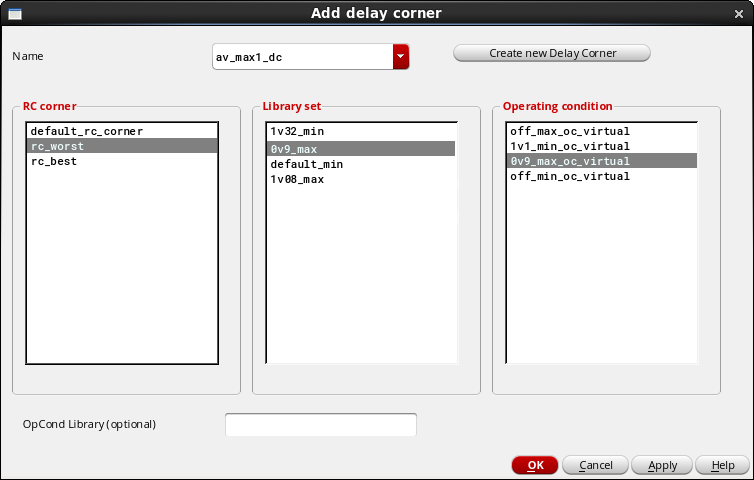 Add delay corner
Name
av_max1_dc
Create new Delay Corner
RC corner
default_rc_corner
rc_worst
rc_best
Library set
1v32_min
0v9_max
default_min
1v08_max
Operating condition
off_max_oc_virtual
1v1_min_oc_virtual
0v9_max_oc_virtual
off_min_oc_virtual
OpCond Library(optional)
OK
Cancel
Apply
Help